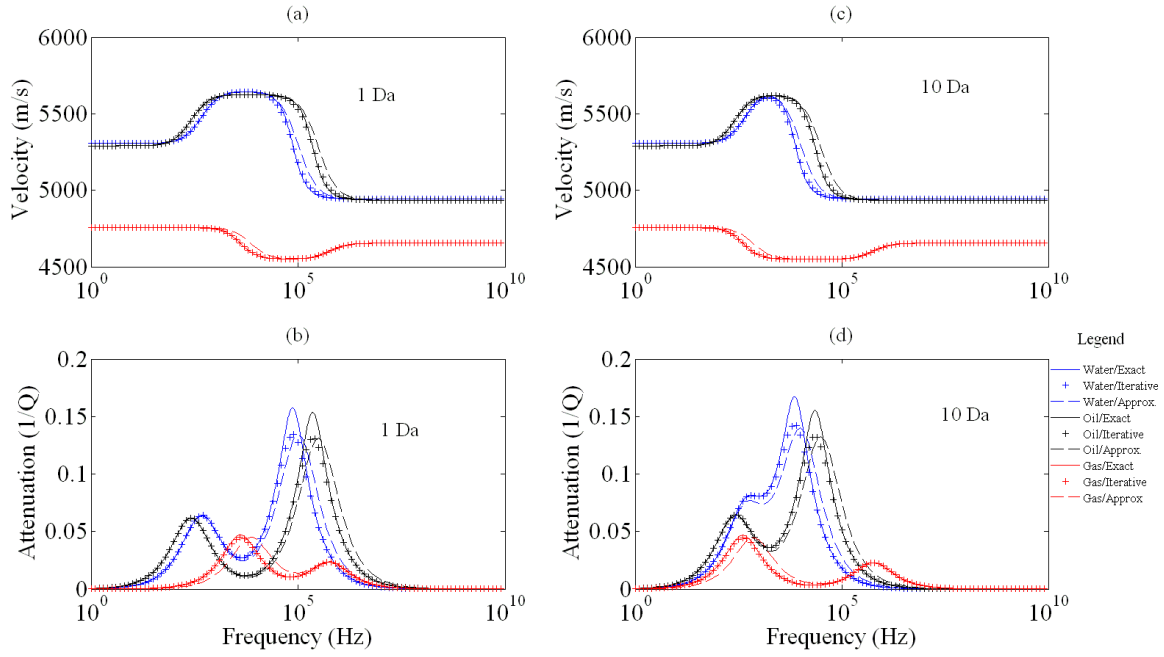 (a)
(c)
6000
5500
5000
4500
Velocity (m/s)
1 Da
10^0
10^5
10^10
6000
5500
5000
4500
Velocity (m/s)
10 Da
10^0
10^5
10^10
(b)
(d)
0.2
0.15
0.1
0.05
0
Attenuation (1/Q)
1 Da
10^0
10^5
10^10
Frequency (Hz)
0.2
0.15
0.1
0.05
0
Attenuation (1/Q)
10 Da
10^0
10^5
10^10
Frequency (Hz)
Legend
Water/Exact
Water/Iterative
Water/Approx.
Oil/Exact
Oil/Iterative
Oil/Approx.
Gas/Exact
Gas/Iterative
Gas/Approx